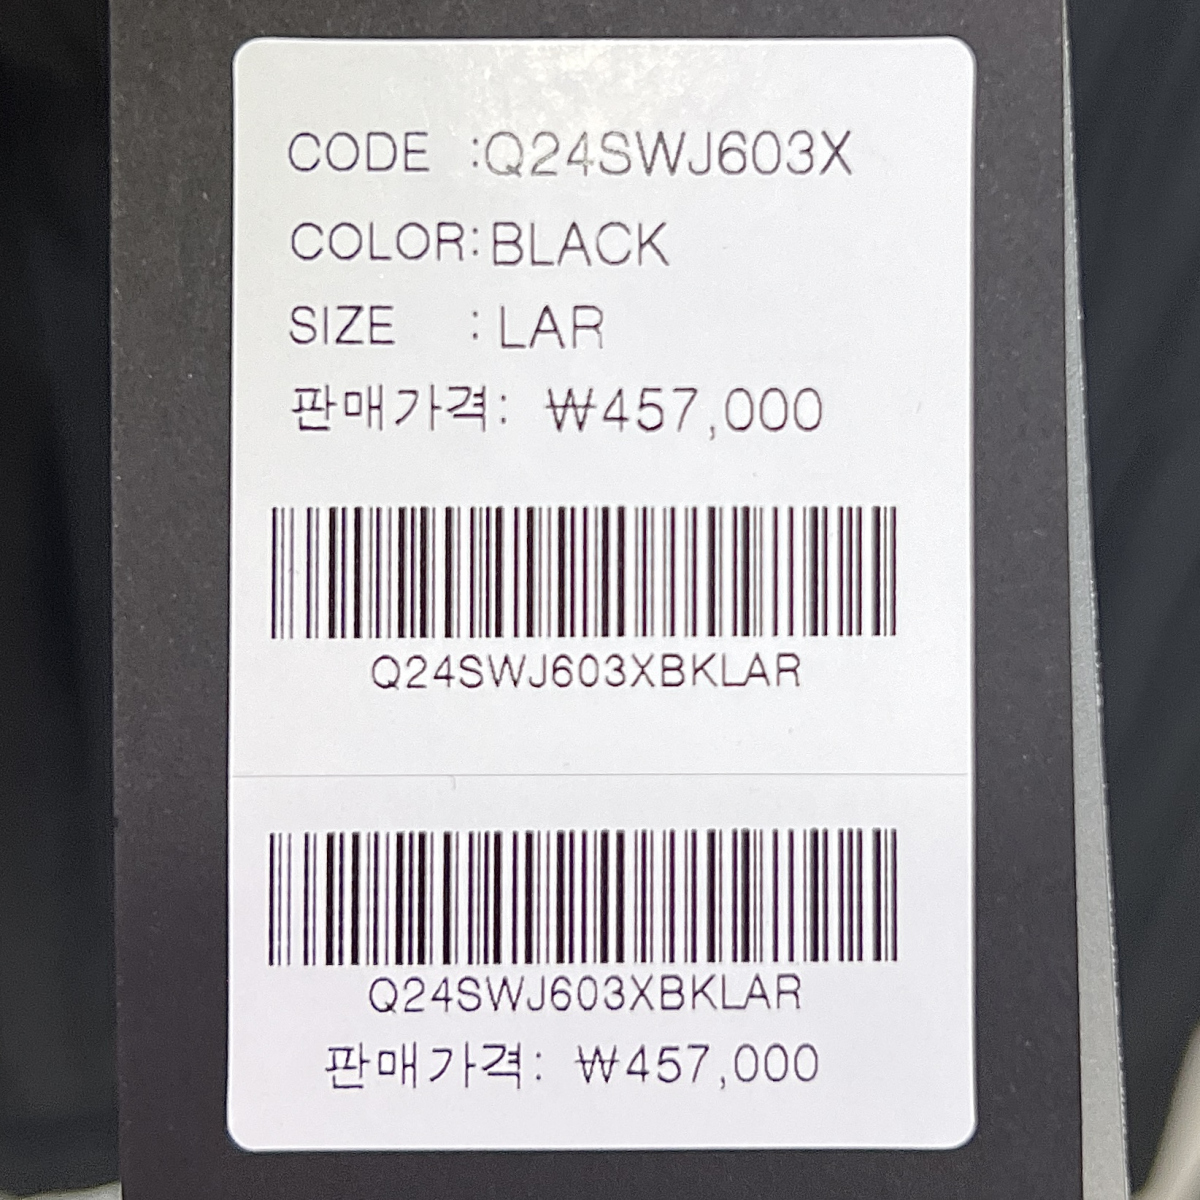 CODE :Q24SWJ603X
COLOR:BLACK
SIZE : LAR
판매가격: ₩457,000
Q24SWJ603XBKLAR
Q24SWJ603XBKLAR
판매가격: ₩457,000